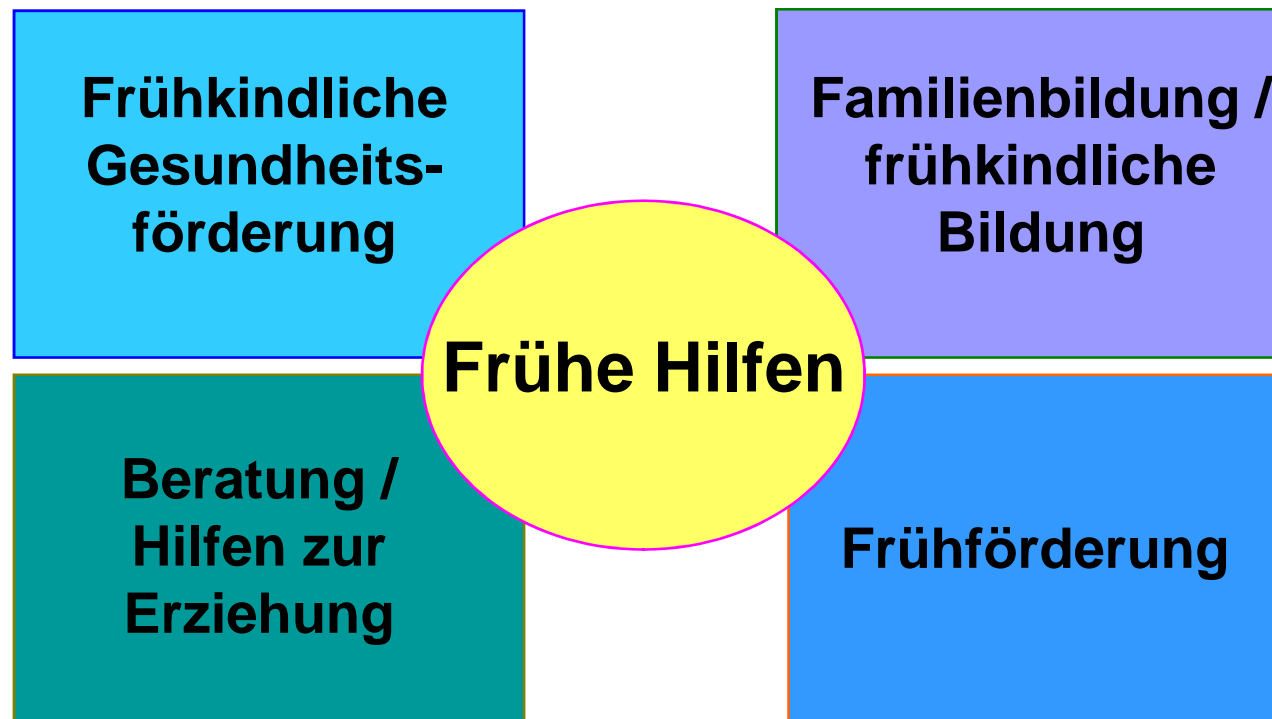 Frühkindliche
Gesundheits-
förderung
Familienbildung /
frühkindliche
Bildung
Frühe Hilfen
Beratung /
Hilfen zur
Erziehung
Frühförderung